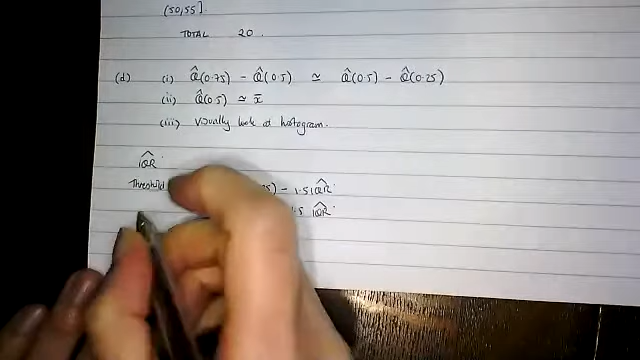 (50,55].
TOTAL 20.
(d) (i) Q̂(0.75) - Q̂(0.5) ≃ Q̂(0.5) - Q̂(0.25)
(ii) Q̂(0.5) ≃ x̄
(iii) Visually look at histogram.
IQR̂
Threshold 5) - 1.5 IQR̂
.5 IQR̂